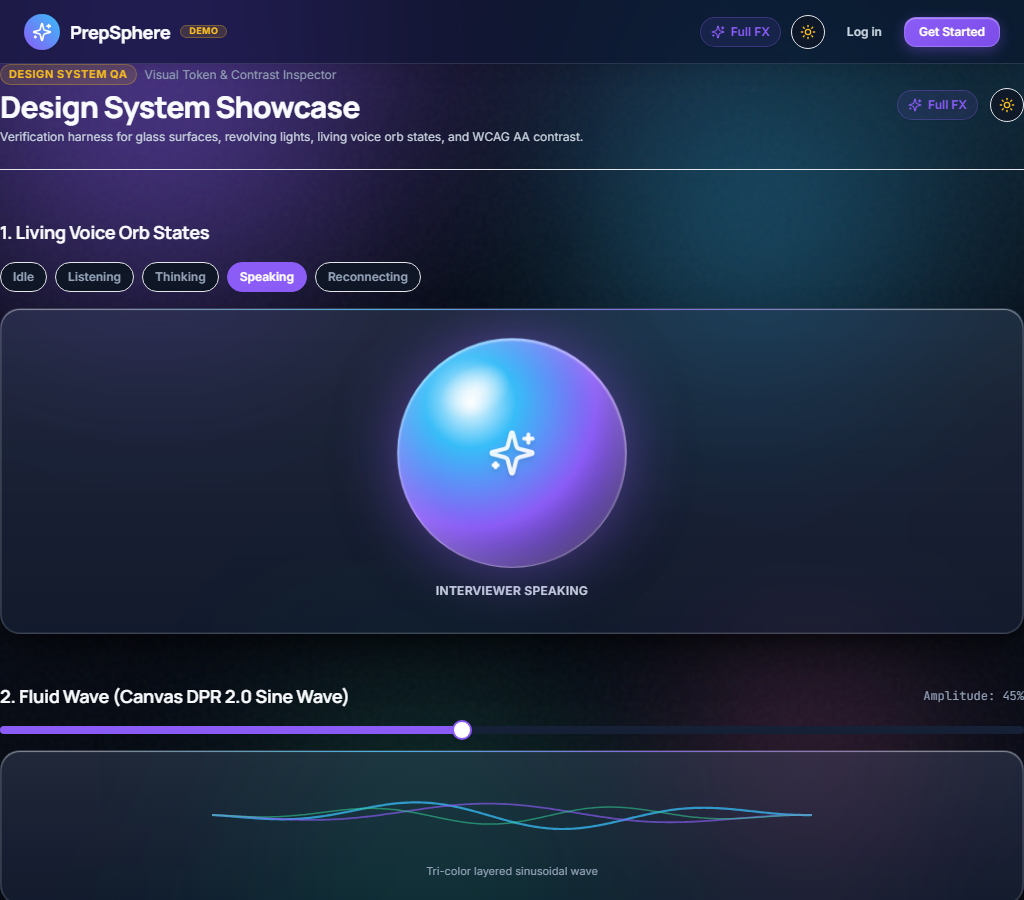 PrepSphere DEMO Full FX Log in Get Started
DESIGN SYSTEM QA Visual Token & Contrast Inspector
Design System Showcase Full FX
Verification harness for glass surfaces, revolving lights, living voice orb states, and WCAG AA contrast.
1. Living Voice Orb States
Idle Listening Thinking Speaking Reconnecting
INTERVIEWER SPEAKING
2. Fluid Wave (Canvas DPR 2.0 Sine Wave) Amplitude: 45%
Tri-color layered sinusoidal wave